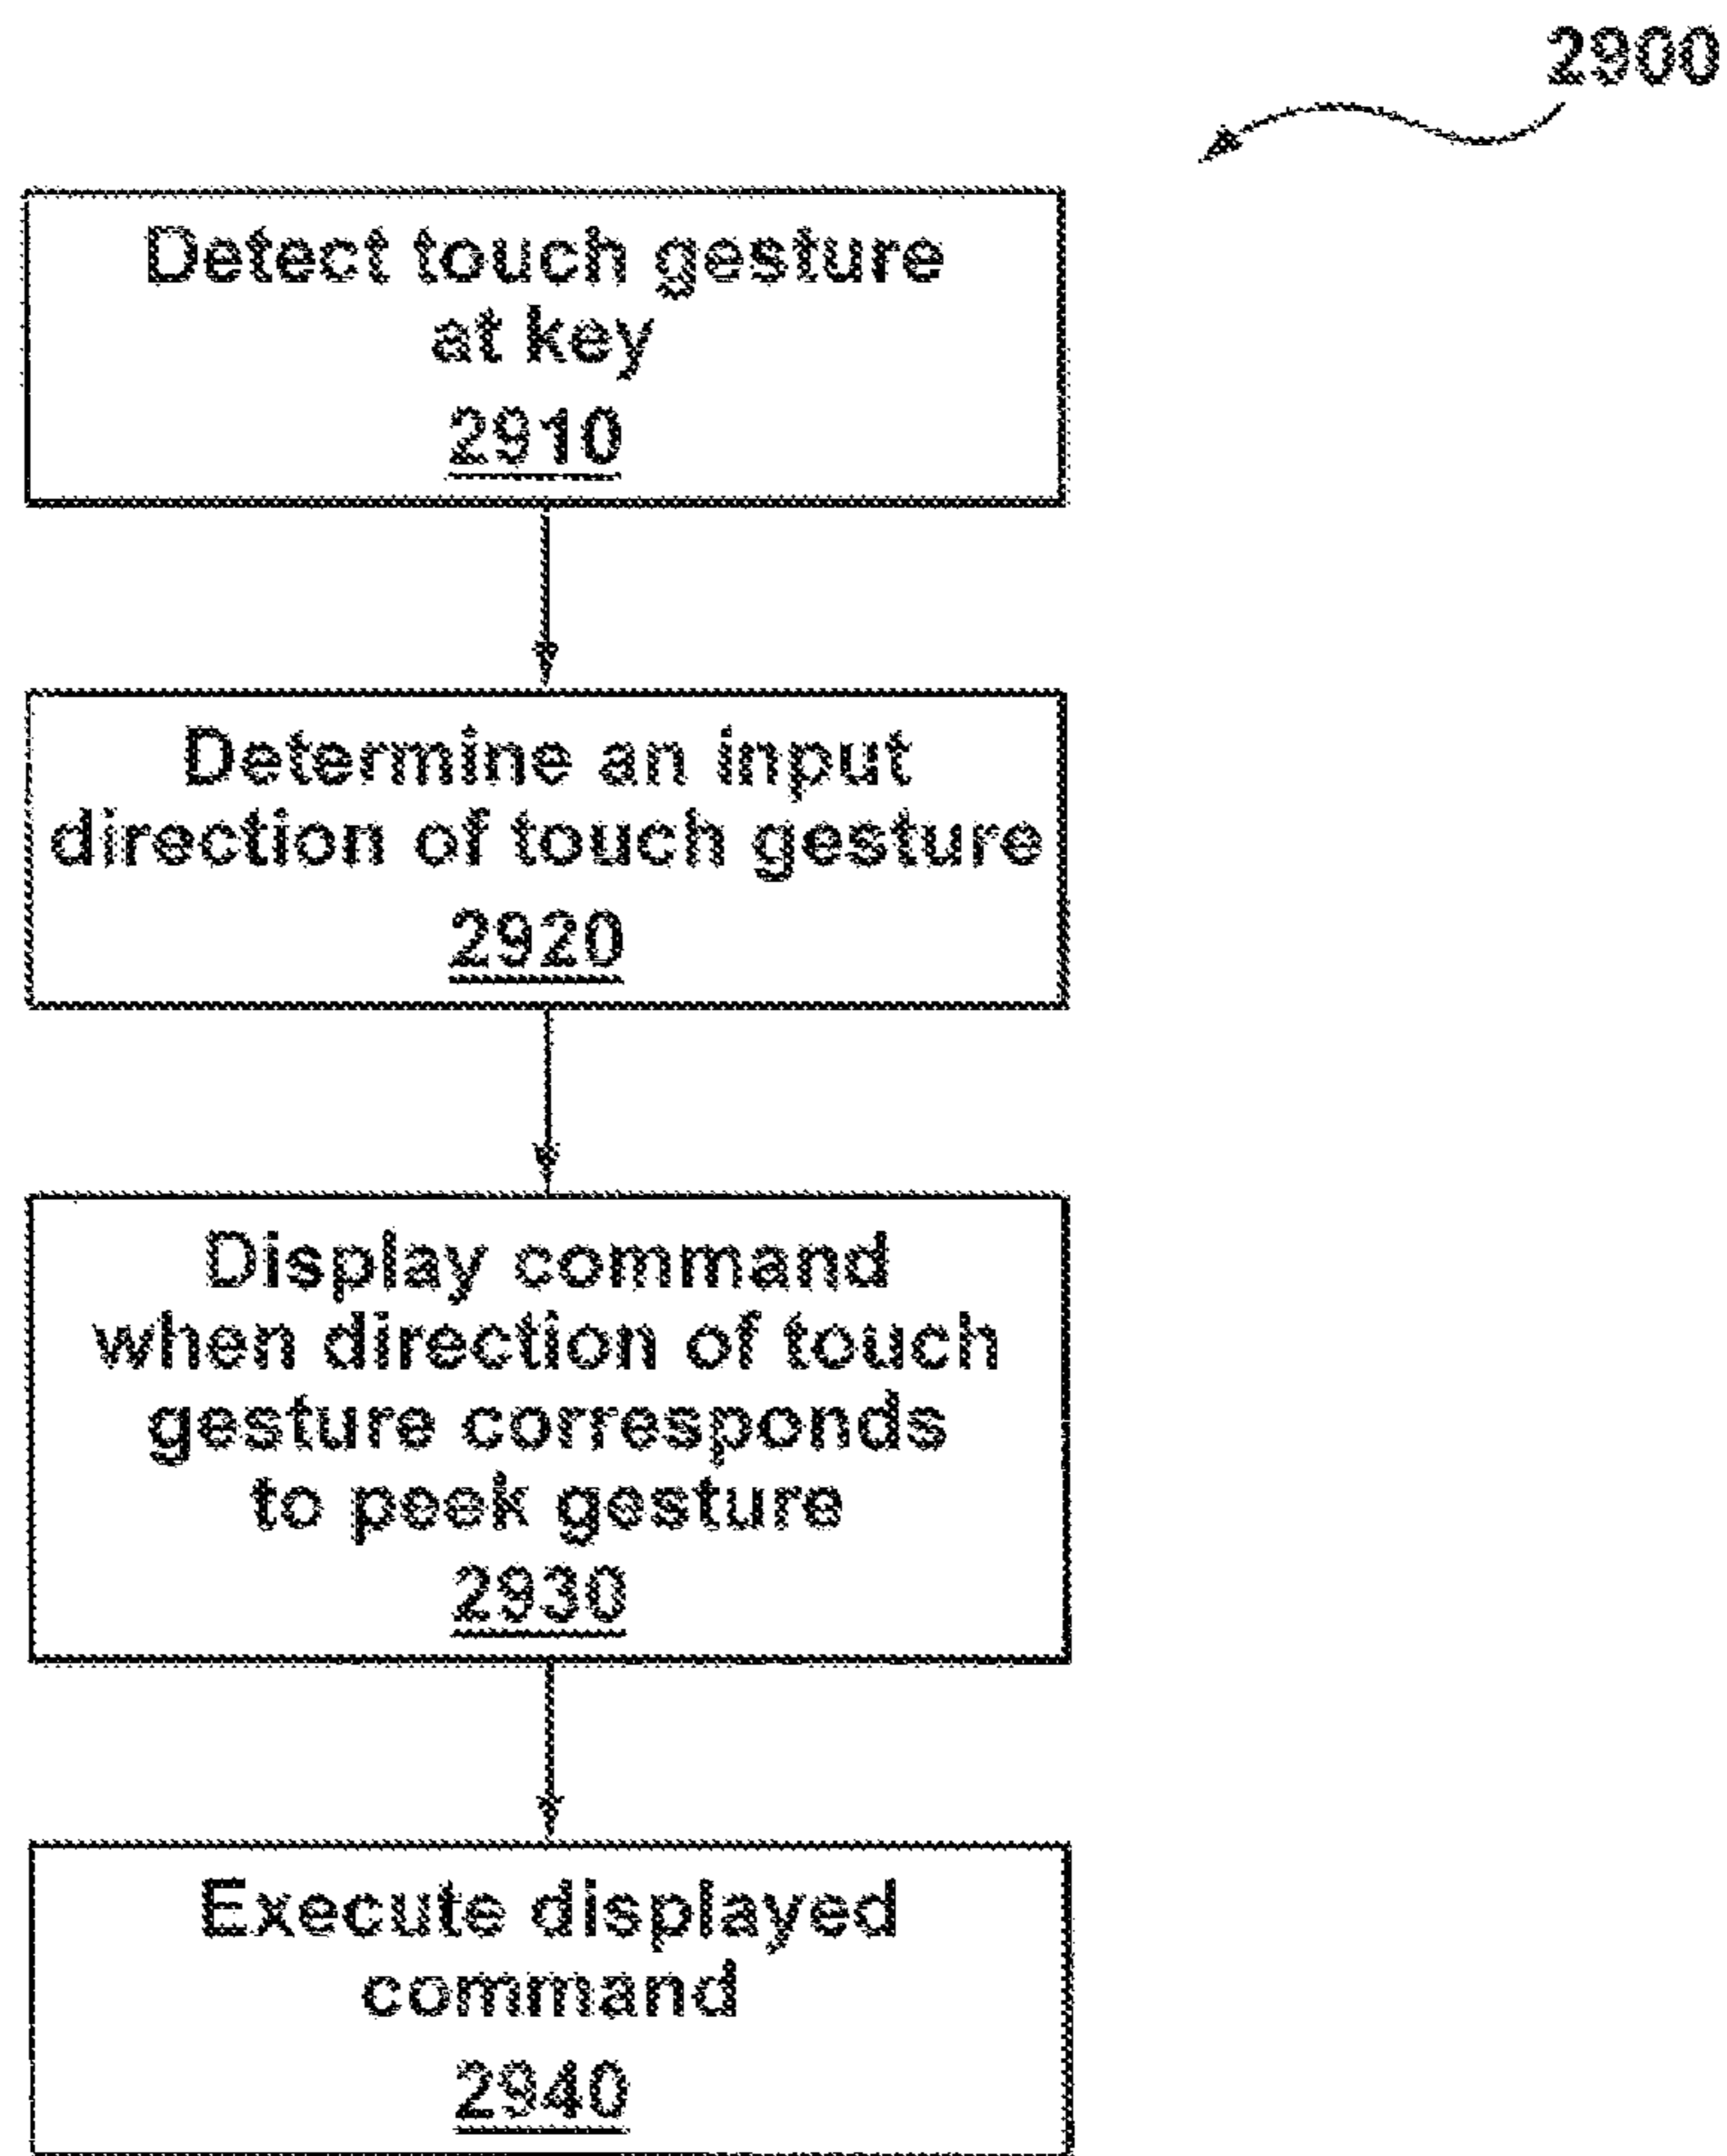 2900
Detect touch gesture
at key
2910
Determine an input
direction of touch gesture
2920
Display command
when direction of touch
gesture corresponds
to peek gesture
2930
Execute displayed
command
2940